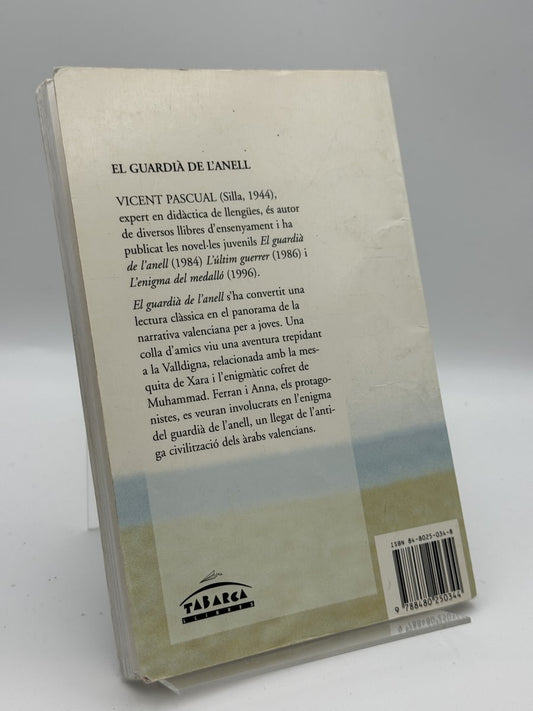 EL GUARDIÀ DE L'ANELL
VICENT PASCUAL (Silla, 1944),
expert en didàctica de llengües, és autor
de diversos llibres d'ensenyament i ha
publicat les novel·les juvenils El guardià
de l'anell (1984) L'últim guerrer (1986) i
L'enigma del medalló (1996).
El guardià de l'anell s'ha convertit una
lectura clàssica en el panorama de la
narrativa valenciana per a joves. Una
colla d'amics viu una aventura trepidant
a la Valldigna, relacionada amb la mes-
quita de Xara i l'enigmàtic cofret de
Muhammad. Ferran i Anna, els protago-
nistes, es veuran involucrats en l'enigma
del guardià de l'anell, un llegat de l'anti-
ga civilització dels àrabs valencians.
TABARCA
LLIBRES
ISBN 84-8025-034-8
9 788480 250344